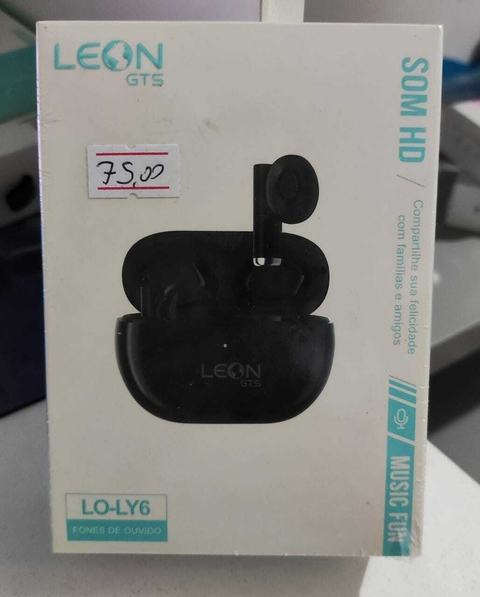 LEON
GTS
75,00
SOM HD
Compartilhe sua felicidade
com famílias e amigos
MUSIC FUN
LEON
GTS
LO-LY6
FONES DE OUVIDO